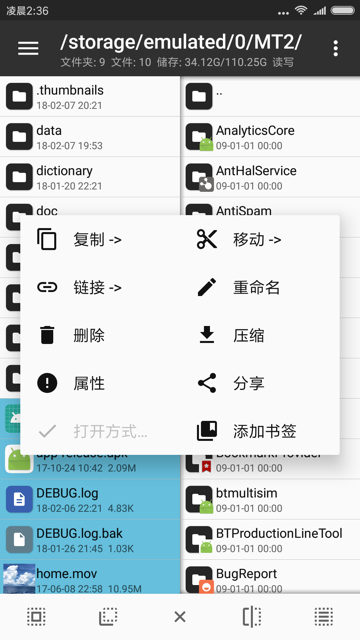 凌晨2:36
/storage/emulated/0/MT2/
文件夹: 9 文件: 10 储存: 34.12G/110.25G 读写
.thumbnails
18-02-07 20:21
data
18-02-07 19:53
dictionary
18-01-20 22:21
doc
..
AnalyticsCore
09-01-01 00:00
AntHalService
09-01-01 00:00
AntiSpam
复制 ->
移动 ->
链接 ->
重命名
删除
压缩
属性
分享
打开方式...
添加书签
app-release.apk
17-10-24 10:42 2.09M
DEBUG.log
18-02-06 22:21 4.83K
DEBUG.log.bak
18-01-26 21:45 1.03K
home.mov
17-06-08 22:58 10.95M
BookmarkProvider
09-01-01 00:00
btmultisim
09-01-01 00:00
BTProductionLineTool
09-01-01 00:00
BugReport
09-01-01 00:00